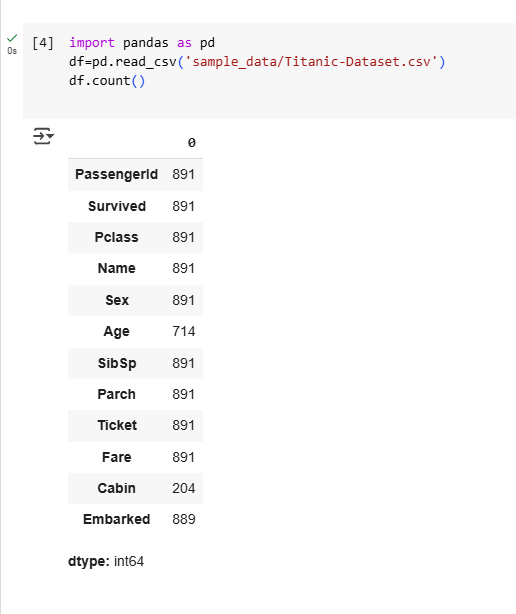 [4] import pandas as pd
0s
df=pd.read_csv('sample_data/Titanic-Dataset.csv')
df.count()
0
PassengerId 891
Survived 891
Pclass 891
Name 891
Sex 891
Age 714
SibSp 891
Parch 891
Ticket 891
Fare 891
Cabin 204
Embarked 889
dtype: int64